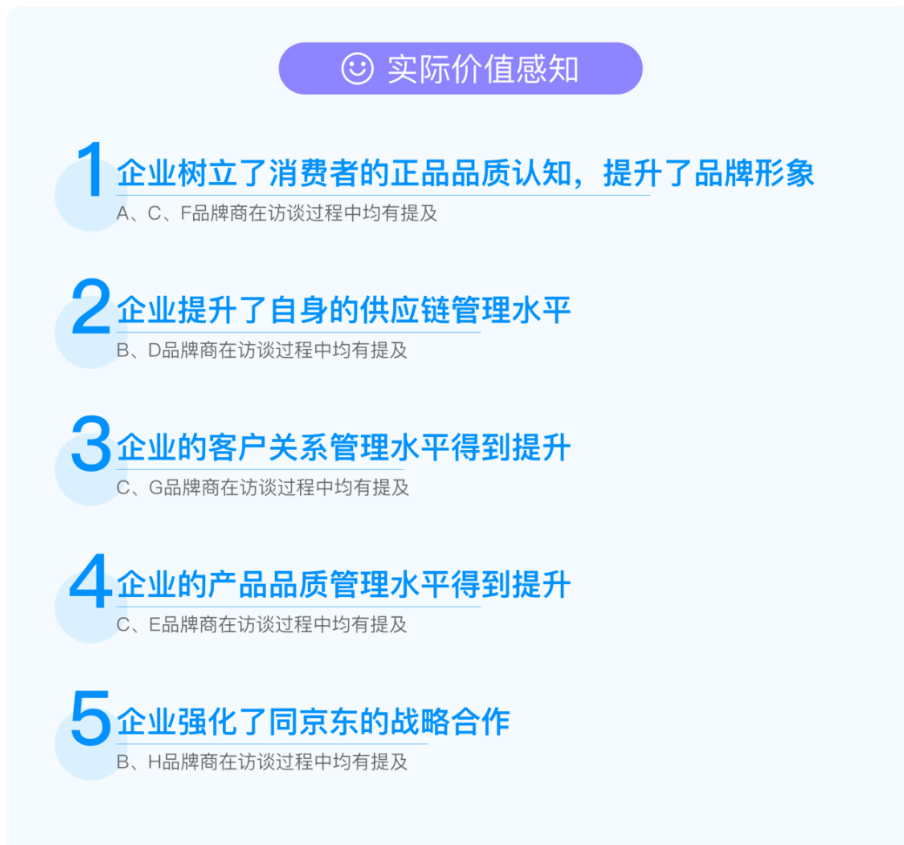 实际价值感知
1 企业树立了消费者的正品品质认知，提升了品牌形象
A、C、F品牌商在访谈过程中均有提及
2 企业提升了自身的供应链管理水平
B、D品牌商在访谈过程中均有提及
3 企业的客户关系管理水平得到提升
C、G品牌商在访谈过程中均有提及
4 企业的产品品质管理水平得到提升
C、E品牌商在访谈过程中均有提及
5 企业强化了同京东的战略合作
B、H品牌商在访谈过程中均有提及